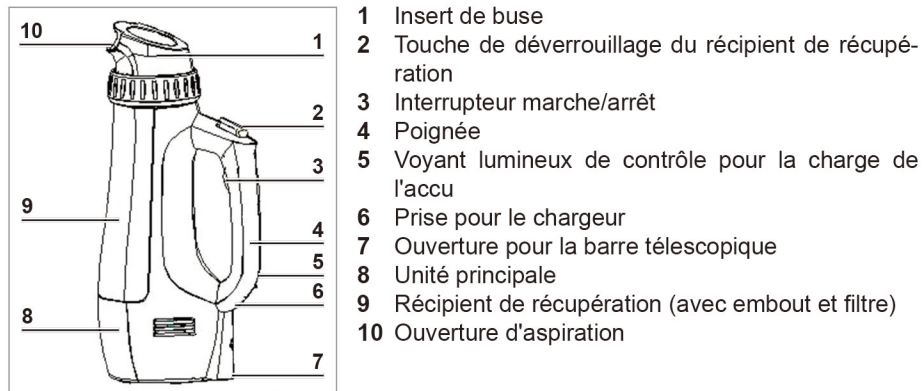 10
1
2
3
9
4
5
6
8
7
1 Insert de buse
2 Touche de déverrouillage du récipient de récupé-
ration
3 Interrupteur marche/arrêt
4 Poignée
5 Voyant lumineux de contrôle pour la charge de
l'accu
6 Prise pour le chargeur
7 Ouverture pour la barre télescopique
8 Unité principale
9 Récipient de récupération (avec embout et filtre)
10 Ouverture d'aspiration